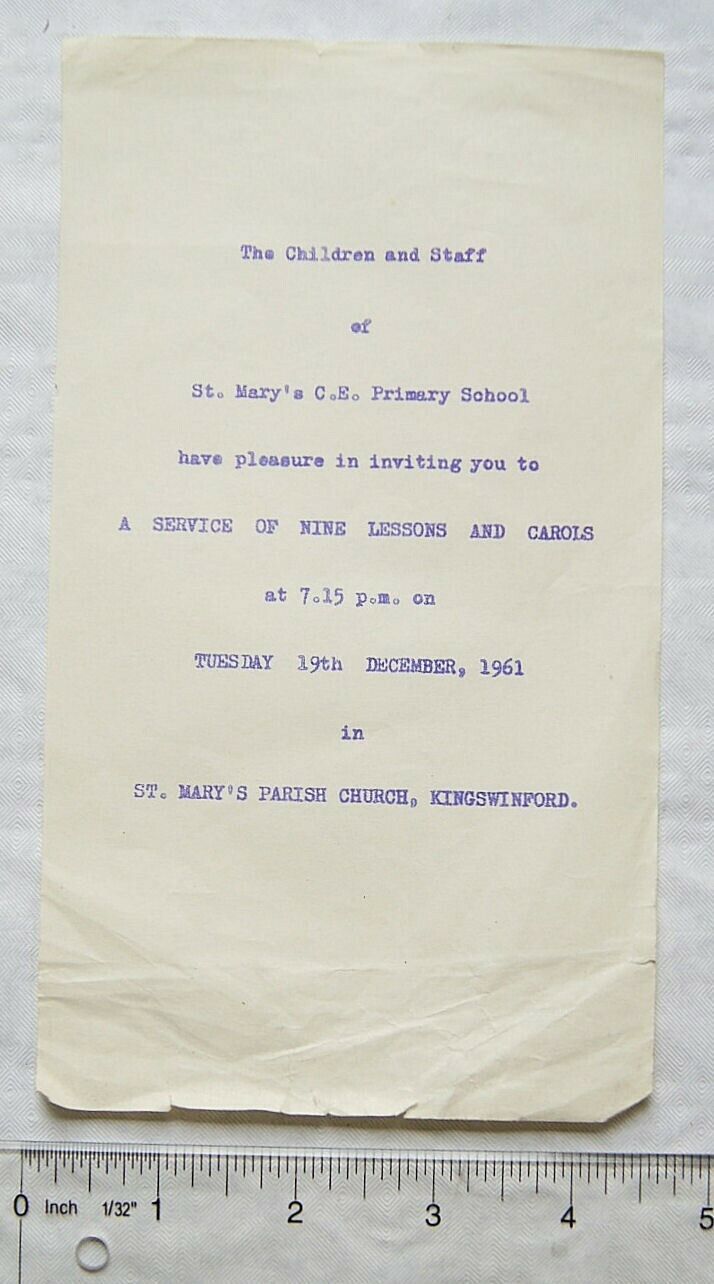 The Children and Staff
of
St. Mary's C.E. Primary School
have pleasure in inviting you to
A SERVICE OF NINE LESSONS AND CAROLS
at 7.15 p.m. on
TUESDAY 19th DECEMBER, 1961
in
ST. MARY'S PARISH CHURCH, KINGSWINFORD.
0 Inch 1/32" 1 2 3 4 5